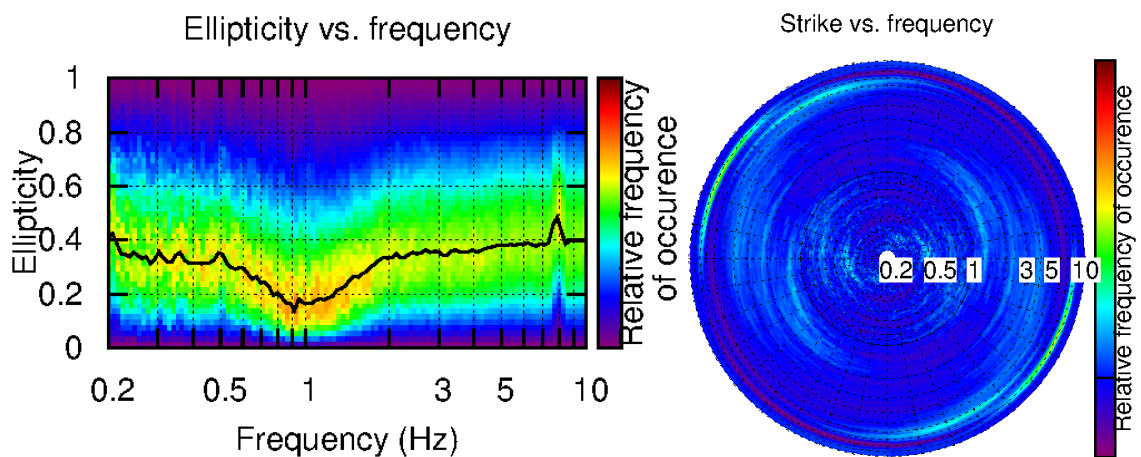 Ellipticity vs. frequency
Ellipticity
1
0.8
0.6
0.4
0.2
0
0.2 0.5 1 3 5 10
Frequency (Hz)
Relative frequency
of occurence
Strike vs. frequency
0.2 0.5 1 3 5 10
Relative frequency of occurence